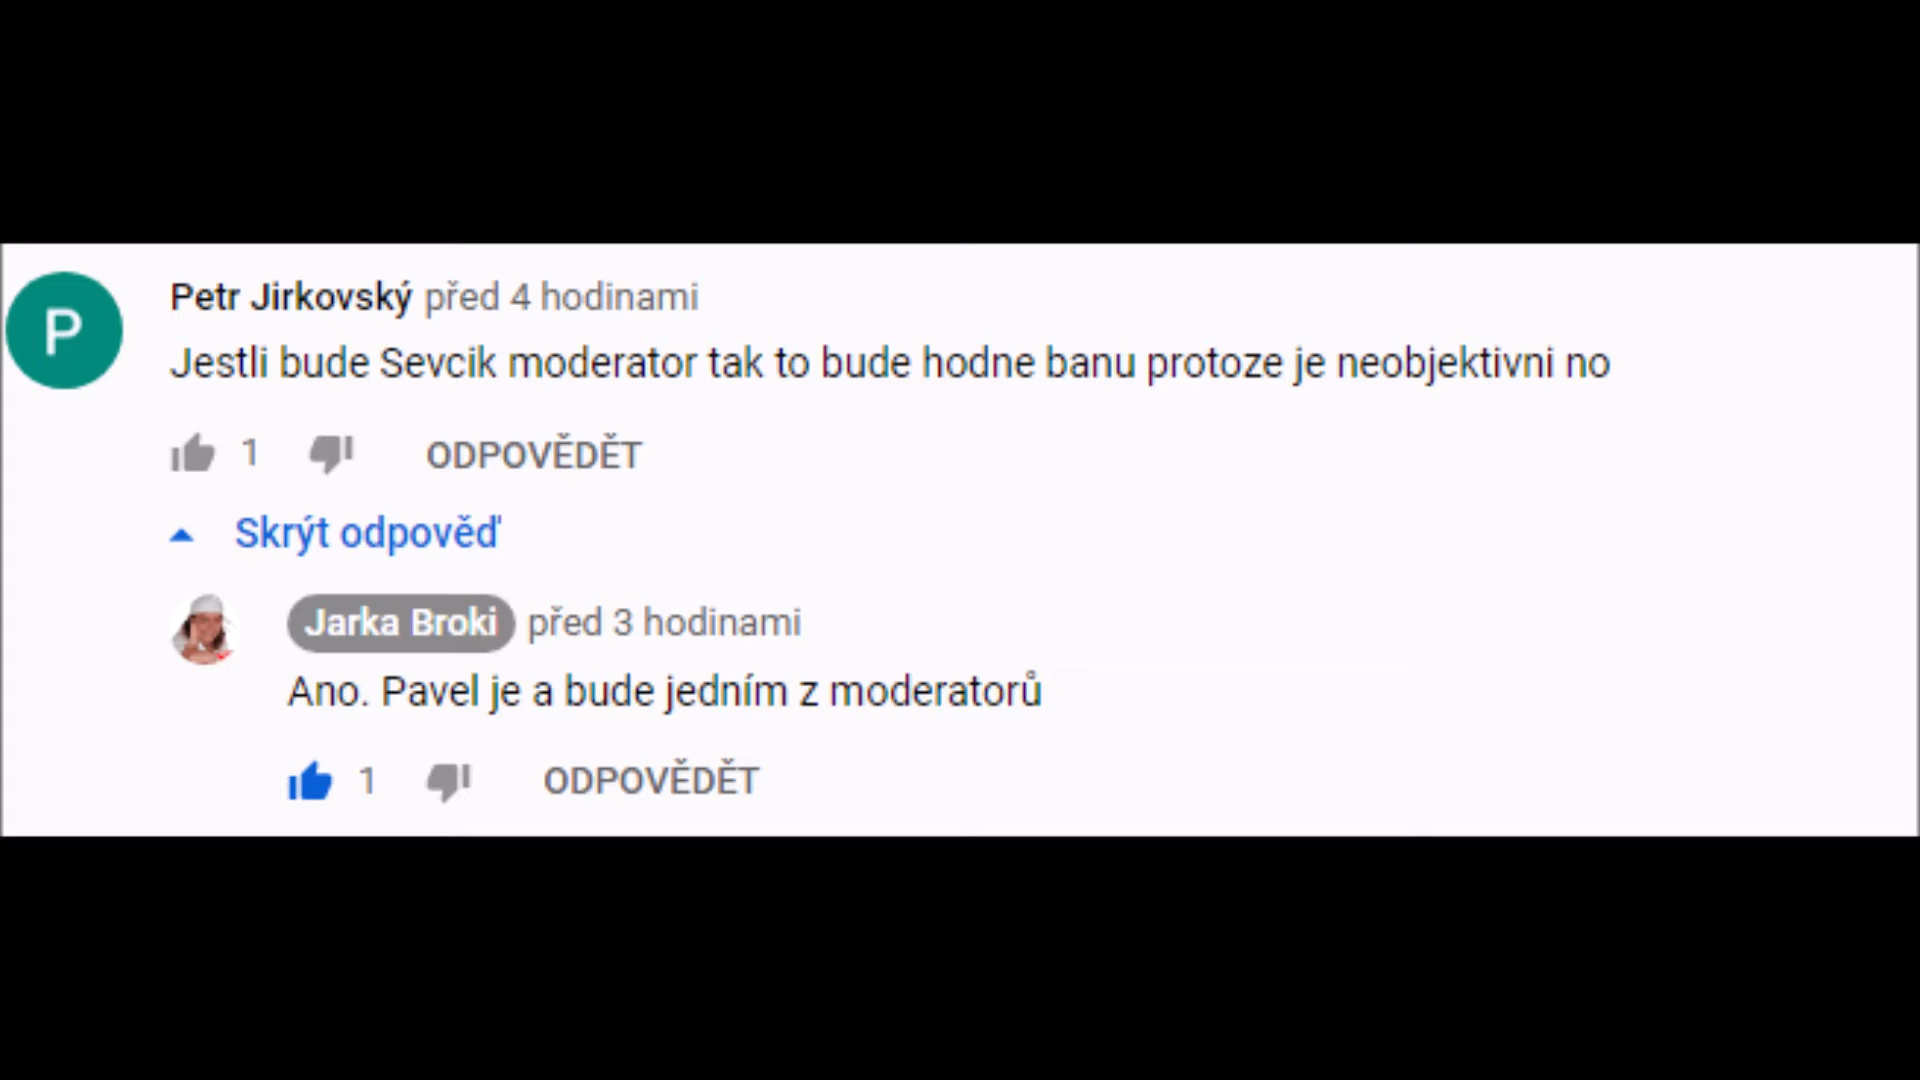 P
Petr Jirkovský před 4 hodinami
Jestli bude Sevcik moderator tak to bude hodne banu protoze je neobjektivni no
1 ODPOVĚDĚT
Skrýt odpověď
Jarka Broki před 3 hodinami
Ano. Pavel je a bude jedním z moderatorů
1 ODPOVĚDĚT